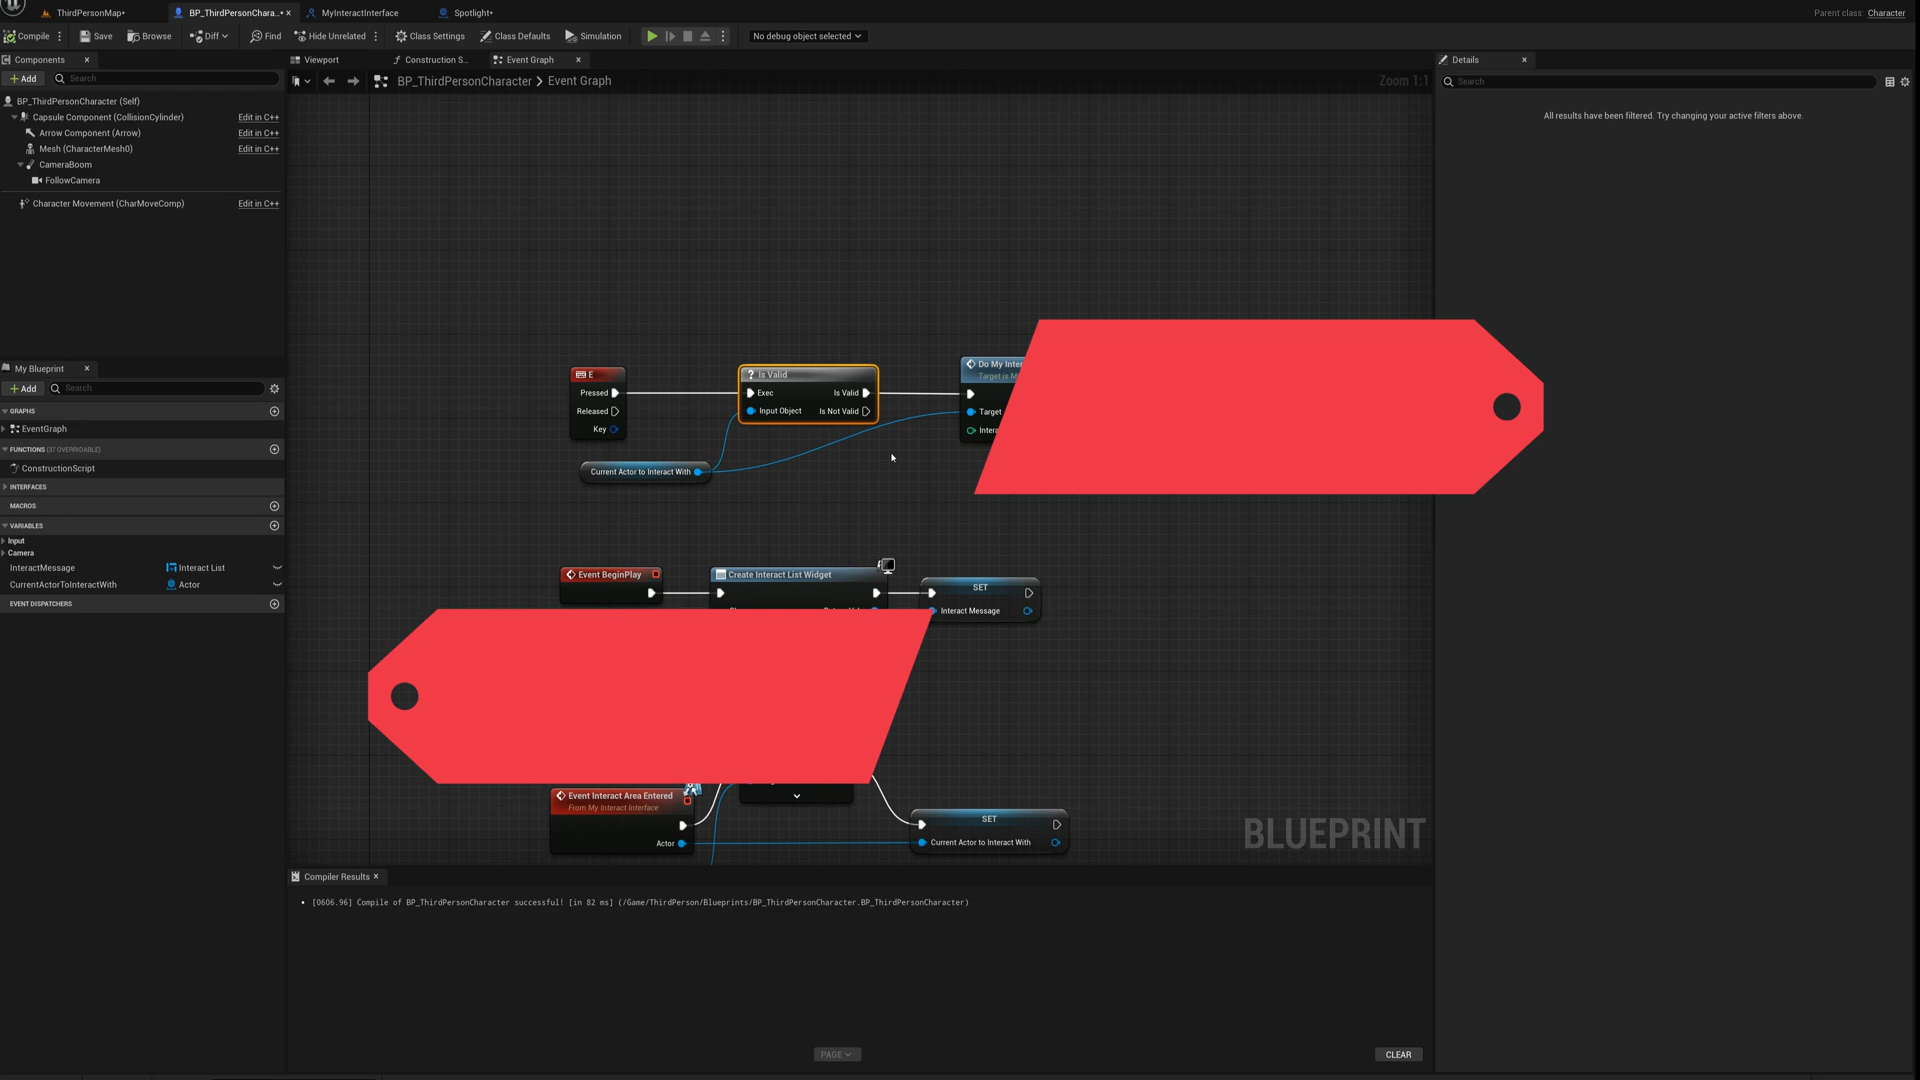 ThirdPersonMap•
BP_ThirdPersonChara...•
MyInteractInterface
Spotlight•
Parent class: Character
Compile
Save
Browse
Diff
Find
Hide Unrelated
Class Settings
Class Defaults
Simulation
No debug object selected
Components
Add
Search
BP_ThirdPersonCharacter (Self)
Capsule Component (CollisionCylinder) Edit in C++
Arrow Component (Arrow) Edit in C++
Mesh (CharacterMesh0) Edit in C++
CameraBoom
FollowCamera
Character Movement (CharMoveComp) Edit in C++
My Blueprint
Add
Search
GRAPHS
EventGraph
FUNCTIONS (37 OVERRIDABLE)
ConstructionScript
INTERFACES
MACROS
VARIABLES
Input
Camera
InteractMessage Interact List
CurrentActorToInteractWith Actor
EVENT DISPATCHERS
Viewport
Construction S...
Event Graph
BP_ThirdPersonCharacter > Event Graph
Zoom 1:1
E
Pressed
Released
Key
Is Valid
Exec Is Valid
Input Object Is Not Valid
Current Actor to Interact With
Do My Inter
Target is M
Target
Intera
Event BeginPlay
Create Interact List Widget
SET
Interact Message
Event Interact Area Entered
From My Interact Interface
Actor
SET
Current Actor to Interact With
BLUEPRINT
Compiler Results
• [0606.96] Compile of BP_ThirdPersonCharacter successful! [in 82 ms] (/Game/ThirdPerson/Blueprints/BP_ThirdPersonCharacter.BP_ThirdPersonCharacter)
PAGE
CLEAR
Details
Search
All results have been filtered. Try changing your active filters above.